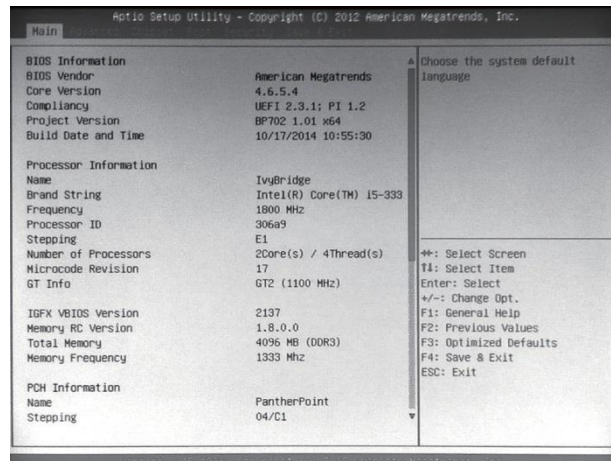 Aptio Setup Utility - Copyright (C) 2012 American Megatrends, Inc.
Main
BIOS Information
BIOS Vendor American Megatrends
Core Version 4.6.5.4
Compliancy UEFI 2.3.1; PI 1.2
Project Version BP702 1.01 x64
Build Date and Time 10/17/2014 10:55:30
Processor Information
Name IvyBridge
Brand String Intel(R) Core(TM) i5-333
Frequency 1800 MHz
Processor ID 306a9
Stepping E1
Number of Processors 2Core(s) / 4Thread(s)
Microcode Revision 17
GT Info GT2 (1100 MHz)
IGFX VBIOS Version 2137
Memory RC Version 1.8.0.0
Total Memory 4096 MB (DDR3)
Memory Frequency 1333 Mhz
PCH Information
Name PantherPoint
Stepping 04/C1
Choose the system default
language
→←: Select Screen
↑↓: Select Item
Enter: Select
+/-: Change Opt.
F1: General Help
F2: Previous Values
F3: Optimized Defaults
F4: Save & Exit
ESC: Exit